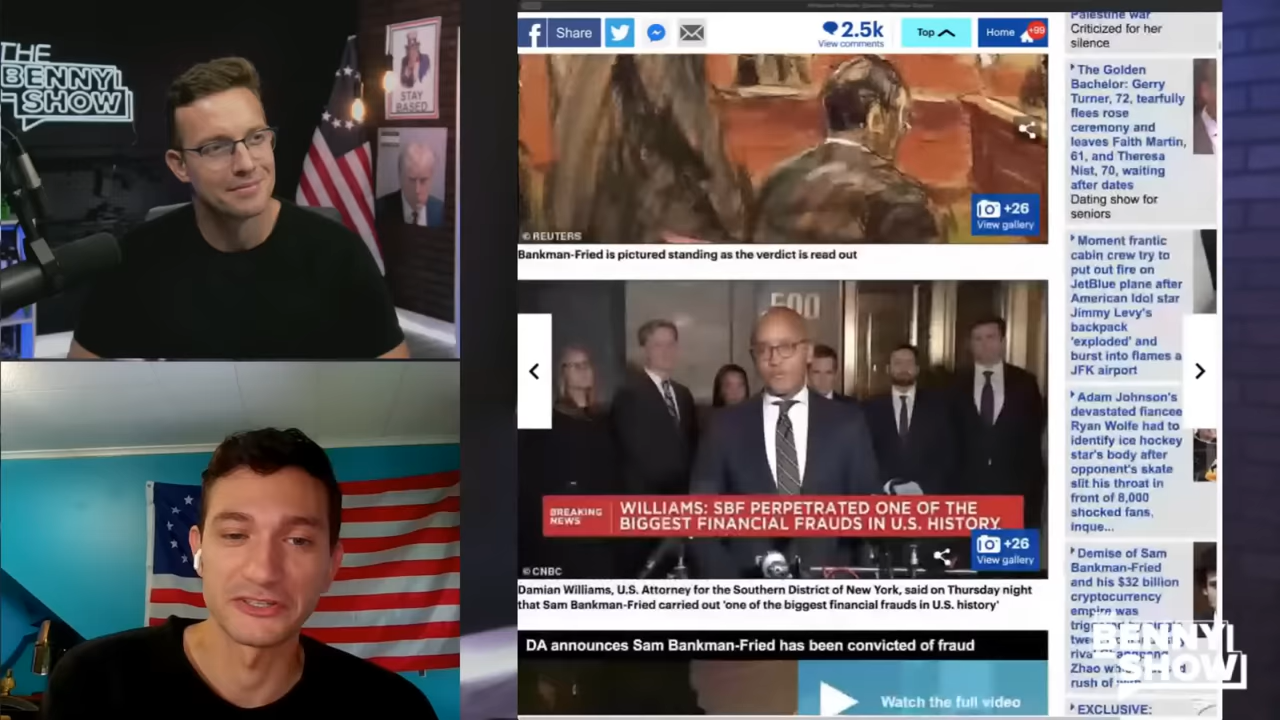 THE
BENNY
SHOW
STAY
BASED
Share
2.5k
View comments
Top
Home
+99
+26
View gallery
© REUTERS
Bankman-Fried is pictured standing as the verdict is read out
500
BREAKING
NEWS
WILLIAMS: SBF PERPETRATED ONE OF THE
BIGGEST FINANCIAL FRAUDS IN U.S. HISTORY
+26
View gallery
© CNBC
Damian Williams, U.S. Attorney for the Southern District of New York, said on Thursday night
that Sam Bankman-Fried carried out 'one of the biggest financial frauds in U.S. history'
DA announces Sam Bankman-Fried has been convicted of fraud
Watch the full video
Palestine war
Criticized for her
silence
The Golden
Bachelor: Gerry
Turner, 72, tearfully
flees rose
ceremony and
leaves Faith Martin,
61, and Theresa
Nist, 70, waiting
after dates
Dating show for
seniors
Moment frantic
cabin crew try to
put out fire on
JetBlue plane after
American Idol star
Jimmy Levy's
backpack
'exploded' and
burst into flames a
JFK airport
Adam Johnson's
devastated fiancee
Ryan Wolfe had to
identify ice hockey
star's body after
opponent's skate
slit his throat in
front of 8,000
shocked fans,
inque...
Demise of Sam
Bankman-Fried
and his $32 billion
cryptocurrency
empire was
Zhao
rush of
EXCLUSIVE:
BENNY
SHOW